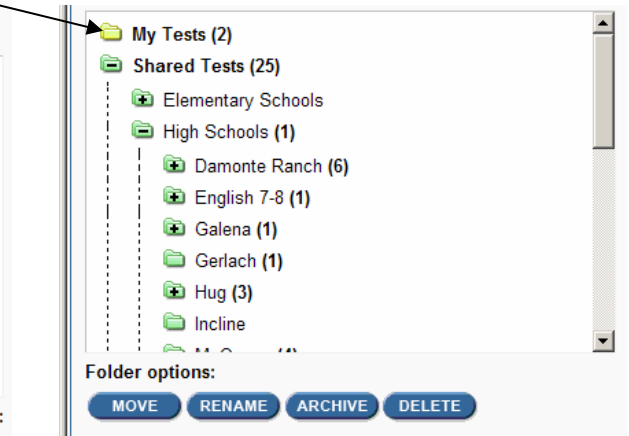 My Tests (2)
Shared Tests (25)
Elementary Schools
High Schools (1)
Damonte Ranch (6)
English 7-8 (1)
Galena (1)
Gerlach (1)
Hug (3)
Incline
Folder options:
MOVE RENAME ARCHIVE DELETE